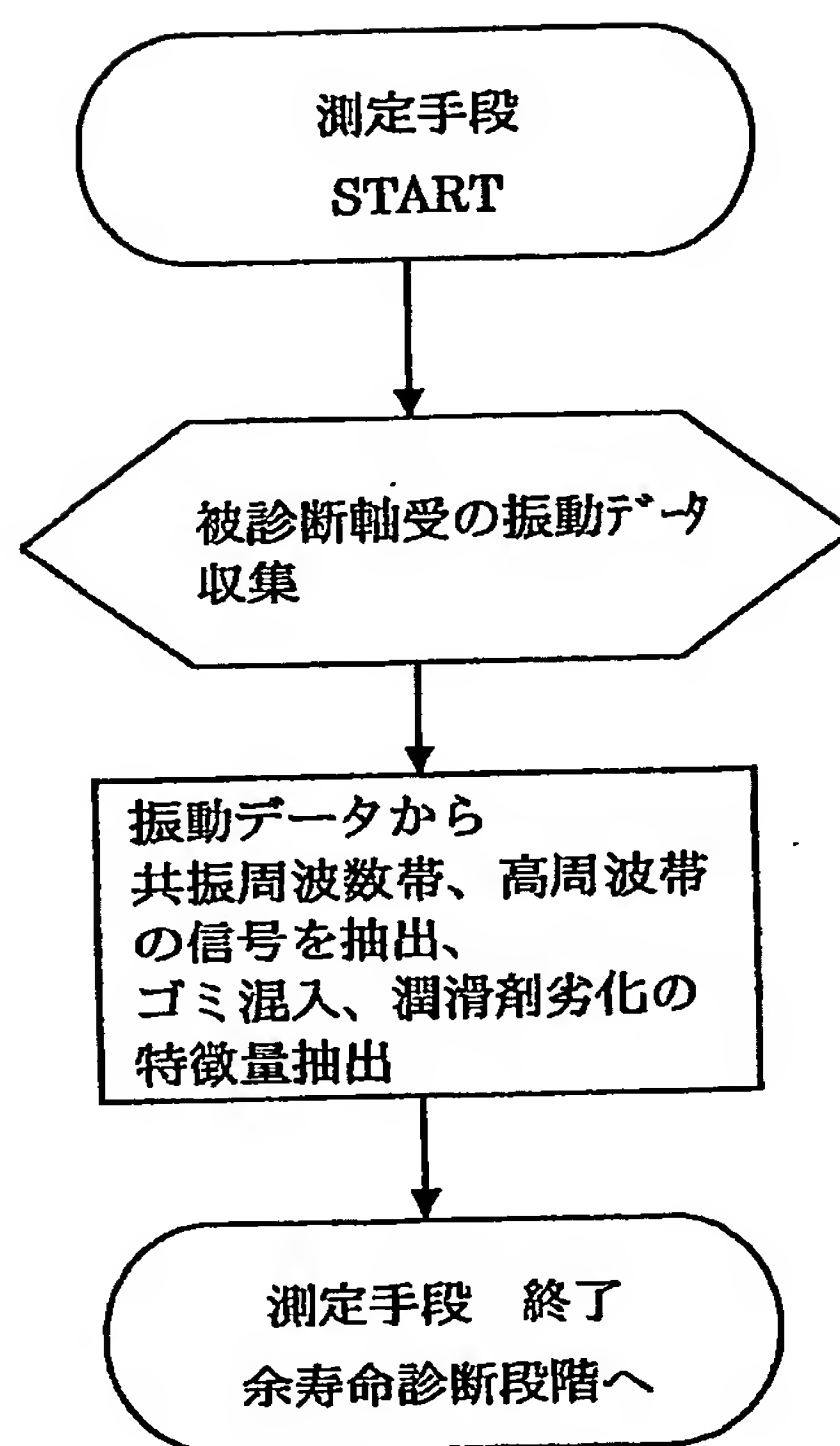 測定手段
START
被診断軸受の振動ﾃﾞｰﾀ
収集
振動データから
共振周波数帯、高周波帯
の信号を抽出、
ゴミ混入、潤滑剤劣化の
特徴量抽出
測定手段　終了
余寿命診断段階へ